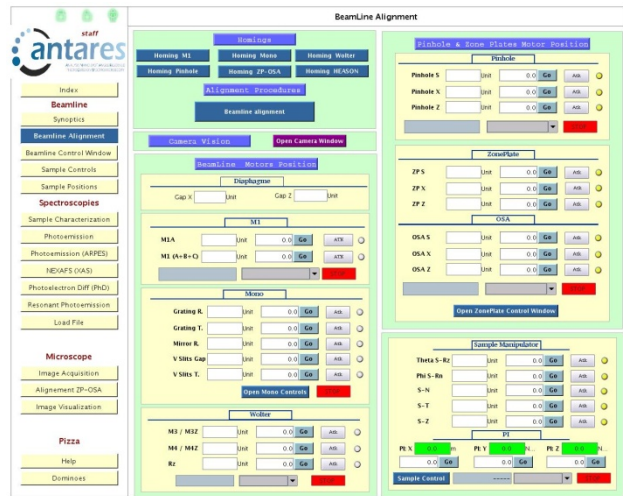 BeamLine Alignment
staff
antares
Index
Beamline
Synoptics
Beamline Alignment
Beamline Control Window
Sample Controls
Sample Positions
Spectroscopies
Sample Characterization
Photoemission
Photoemission (ARPES)
NEXAFS (XAS)
Photoelectron Diff (PhD)
Resonant Photoemission
Load File
Microscope
Image Acquisition
Alignement ZP-OSA
Image Visualization
Pizza
Help
Dominoes
Homings
Homing M1 Homing Mono Homing Wolter
Homing Pinhole Homing ZP-OSA Homing HEASON
Alignment Procedures
Beamline alignment
Camera Vision Open Camera Window
BeamLine Motors Position
Diaphagme
Gap X Unit Gap Z Unit
M1
M1A Unit 0.0 Go ATK
M1 (A+B+C) Unit 0.0 Go ATK
STOP
Mono
Grating R. Unit 0.0 Go Atk
Grating T. Unit 0.0 Go Atk
Mirror R. Unit 0.0 Go Atk
V Slits Gap Unit 0.0 Go Atk
V Slits T. Unit 0.0 Go Atk
Open Mono Controls STOP
Wolter
M3 / M3Z Unit 0.0 Go Atk
M4 / M4Z Unit 0.0 Go Atk
Rz Unit 0.0 Go Atk
STOP
Pinhole & Zone Plates Motor Position
Pinhole
Pinhole S Unit 0.0 Go Atk
Pinhole X Unit 0.0 Go Atk
Pinhole Z Unit 0.0 Go Atk
STOP
ZonePlate
ZP S Unit 0.0 Go Atk
ZP X Unit 0.0 Go Atk
ZP Z Unit 0.0 Go Atk
OSA
OSA S Unit 0.0 Go Atk
OSA X Unit 0.0 Go Atk
OSA Z Unit 0.0 Go Atk
STOP
Open ZonePlate Control Window
Sample Manipulator
Theta S-Rz Unit 0.0 Go Atk
Phi S-Rn Unit 0.0 Go Atk
S-N Unit 0.0 Go Atk
S-T Unit 0.0 Go Atk
S-Z Unit 0.0 Go Atk
PI
PI: X 0.0 m PI: Y 0.0 N... PI: Z 0.0 N...
0.0 Go 0.0 Go 0.0 Go
Sample Control ----- STOP